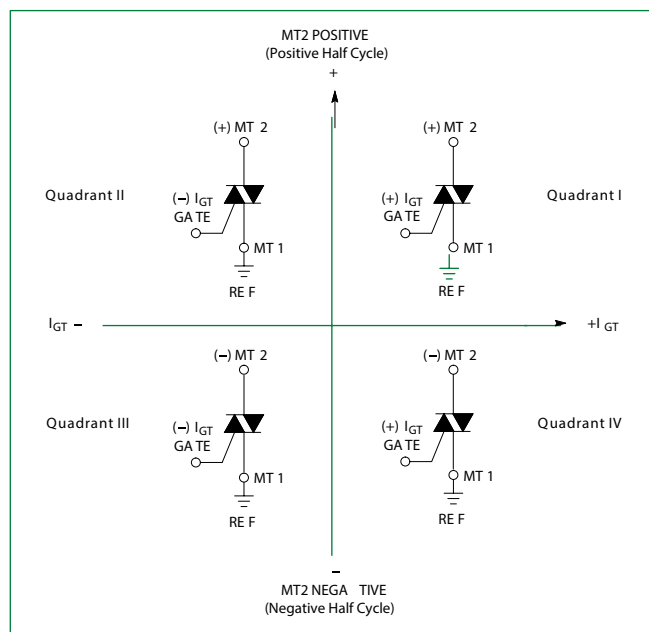 MT2 POSITIVE
(Positive Half Cycle)
+
(+) MT 2
(+) MT 2
Quadrant II
(−) IGT
GA TE
(+) IGT
GA TE
Quadrant I
MT 1
MT 1
RE F
RE F
IGT −
+I GT
(−) MT 2
(−) MT 2
Quadrant III
(−) IGT
GA TE
(+) IGT
GA TE
Quadrant IV
MT 1
MT 1
RE F
RE F
−
MT2 NEGA TIVE
(Negative Half Cycle)